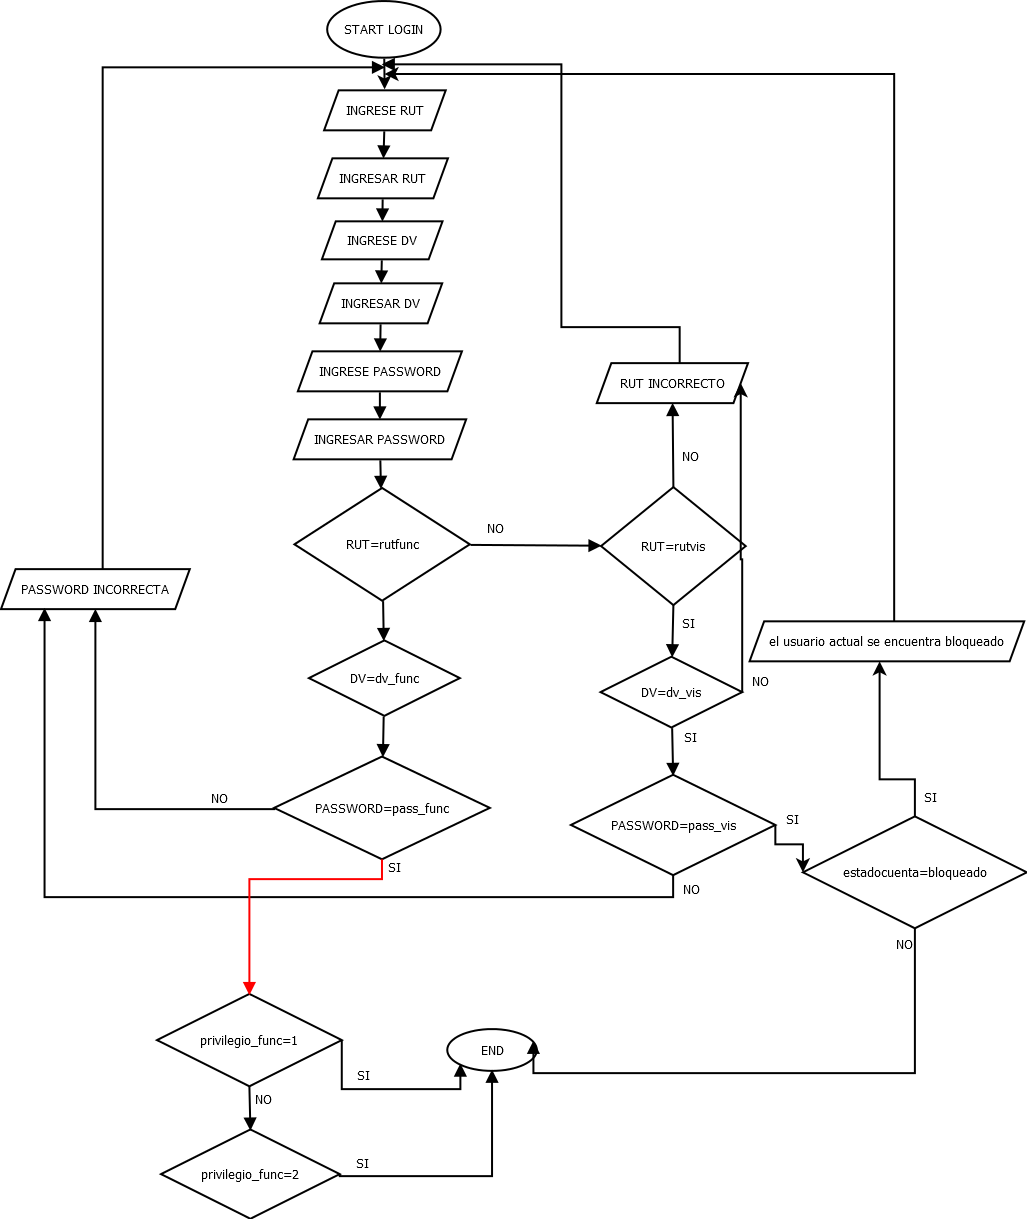 START LOGIN
INGRESE RUT
INGRESAR RUT
INGRESE DV
INGRESAR DV
INGRESE PASSWORD
RUT INCORRECTO
INGRESAR PASSWORD
NO
NO
RUT=rutfunc
RUT=rutvis
PASSWORD INCORRECTA
SI
el usuario actual se encuentra bloqueado
DV=dv_func
DV=dv_vis
NO
SI
NO
SI
PASSWORD=pass_func
PASSWORD=pass_vis
SI
SI
estadocuenta=bloqueado
NO
NO
privilegio_func=1
END
SI
NO
SI
privilegio_func=2